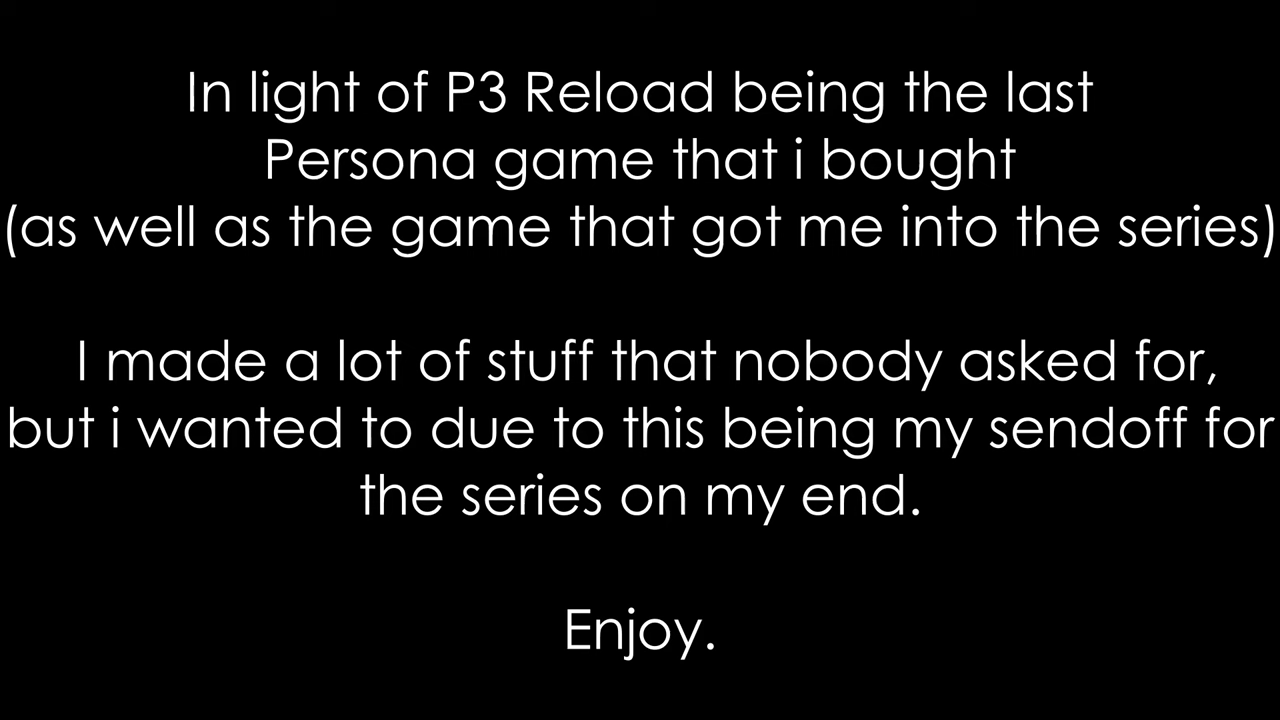 In light of P3 Reload being the last
Persona game that i bought
(as well as the game that got me into the series)
I made a lot of stuff that nobody asked for,
but i wanted to due to this being my sendoff for
the series on my end.
Enjoy.